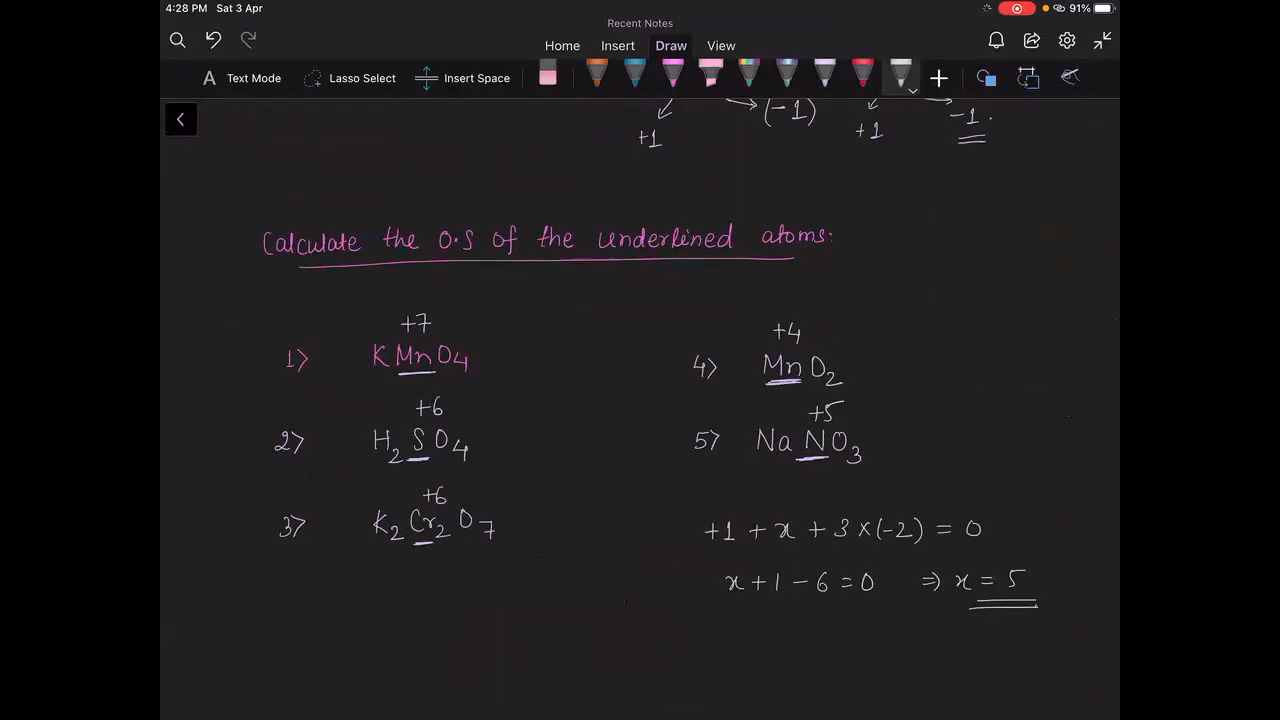 4:28 PM Sat 3 Apr
91%
Recent Notes
Home Insert Draw View
A Text Mode Lasso Select Insert Space
+1 (-1) +1 -1.
Calculate the O.S of the underlined atoms:
+7
1> KMnO4
+6
2> H2SO4
+6
3> K2Cr2O7
+4
4> MnO2
+5
5> NaNO3
+1 + x + 3×(-2) = 0
x + 1 - 6 = 0 ⇒ x = 5